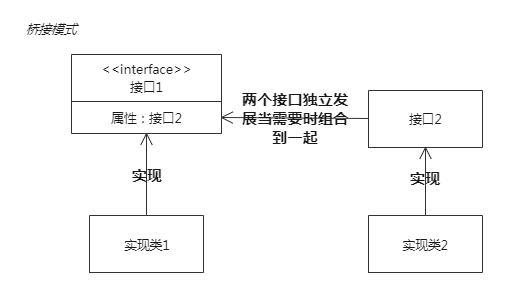 桥接模式
<<interface>>
接口1
属性：接口2
两个接口独立发
展当需要时组合
到一起
接口2
实现
实现
实现类1
实现类2